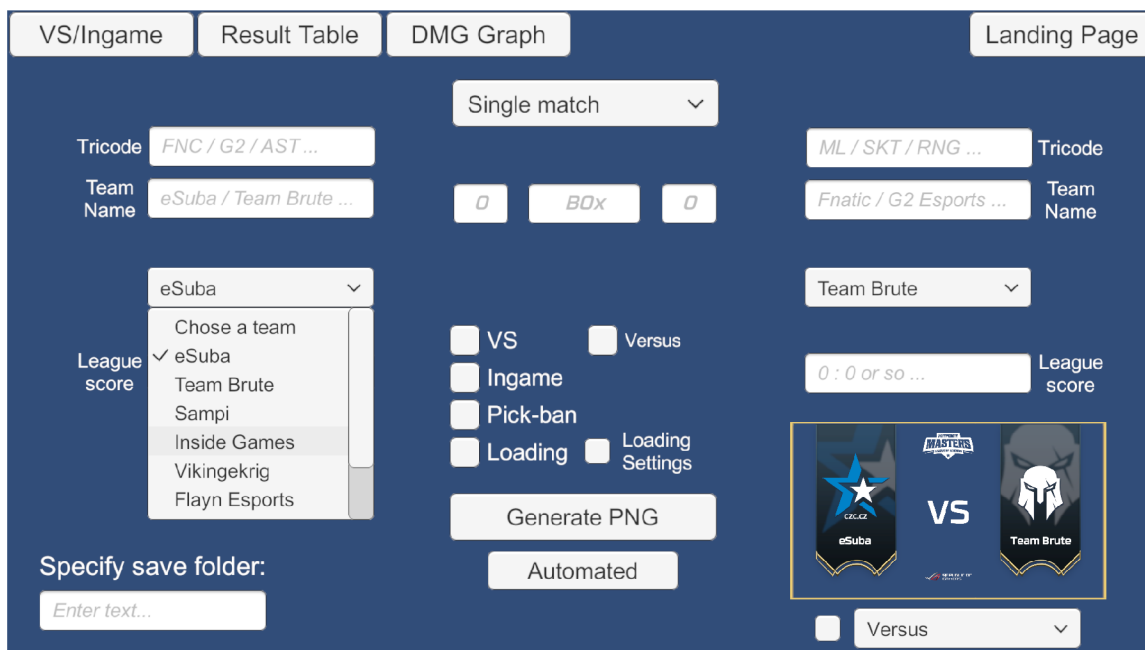 VS/Ingame
Result Table
DMG Graph
Landing Page
Single match
Tricode
FNC / G2 / AST ...
ML / SKT / RNG ...
Tricode
Team
Name
eSuba / Team Brute ...
0
BOx
0
Fnatic / G2 Esports ...
Team
Name
eSuba
Team Brute
Chose a team
eSuba
Team Brute
Sampi
Inside Games
Vikingekrig
Flayn Esports
League
score
VS
Versus
Ingame
Pick-ban
Loading
Loading
Settings
0 : 0 or so ...
League
score
Generate PNG
Automated
MASTERS
VS
CZC.CZ
eSuba
Team Brute
Specify save folder:
Enter text...
Versus